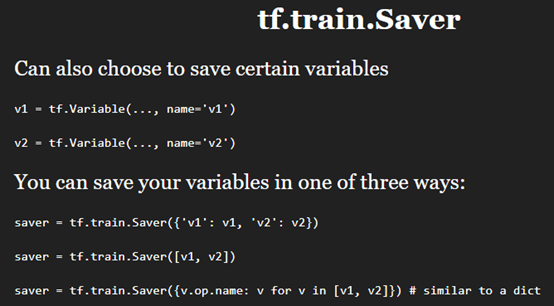 tf.train.Saver
Can also choose to save certain variables
v1 = tf.Variable(..., name='v1')
v2 = tf.Variable(..., name='v2')
You can save your variables in one of three ways:
saver = tf.train.Saver({'v1': v1, 'v2': v2})
saver = tf.train.Saver([v1, v2])
saver = tf.train.Saver({v.op.name: v for v in [v1, v2]}) # similar to a dict